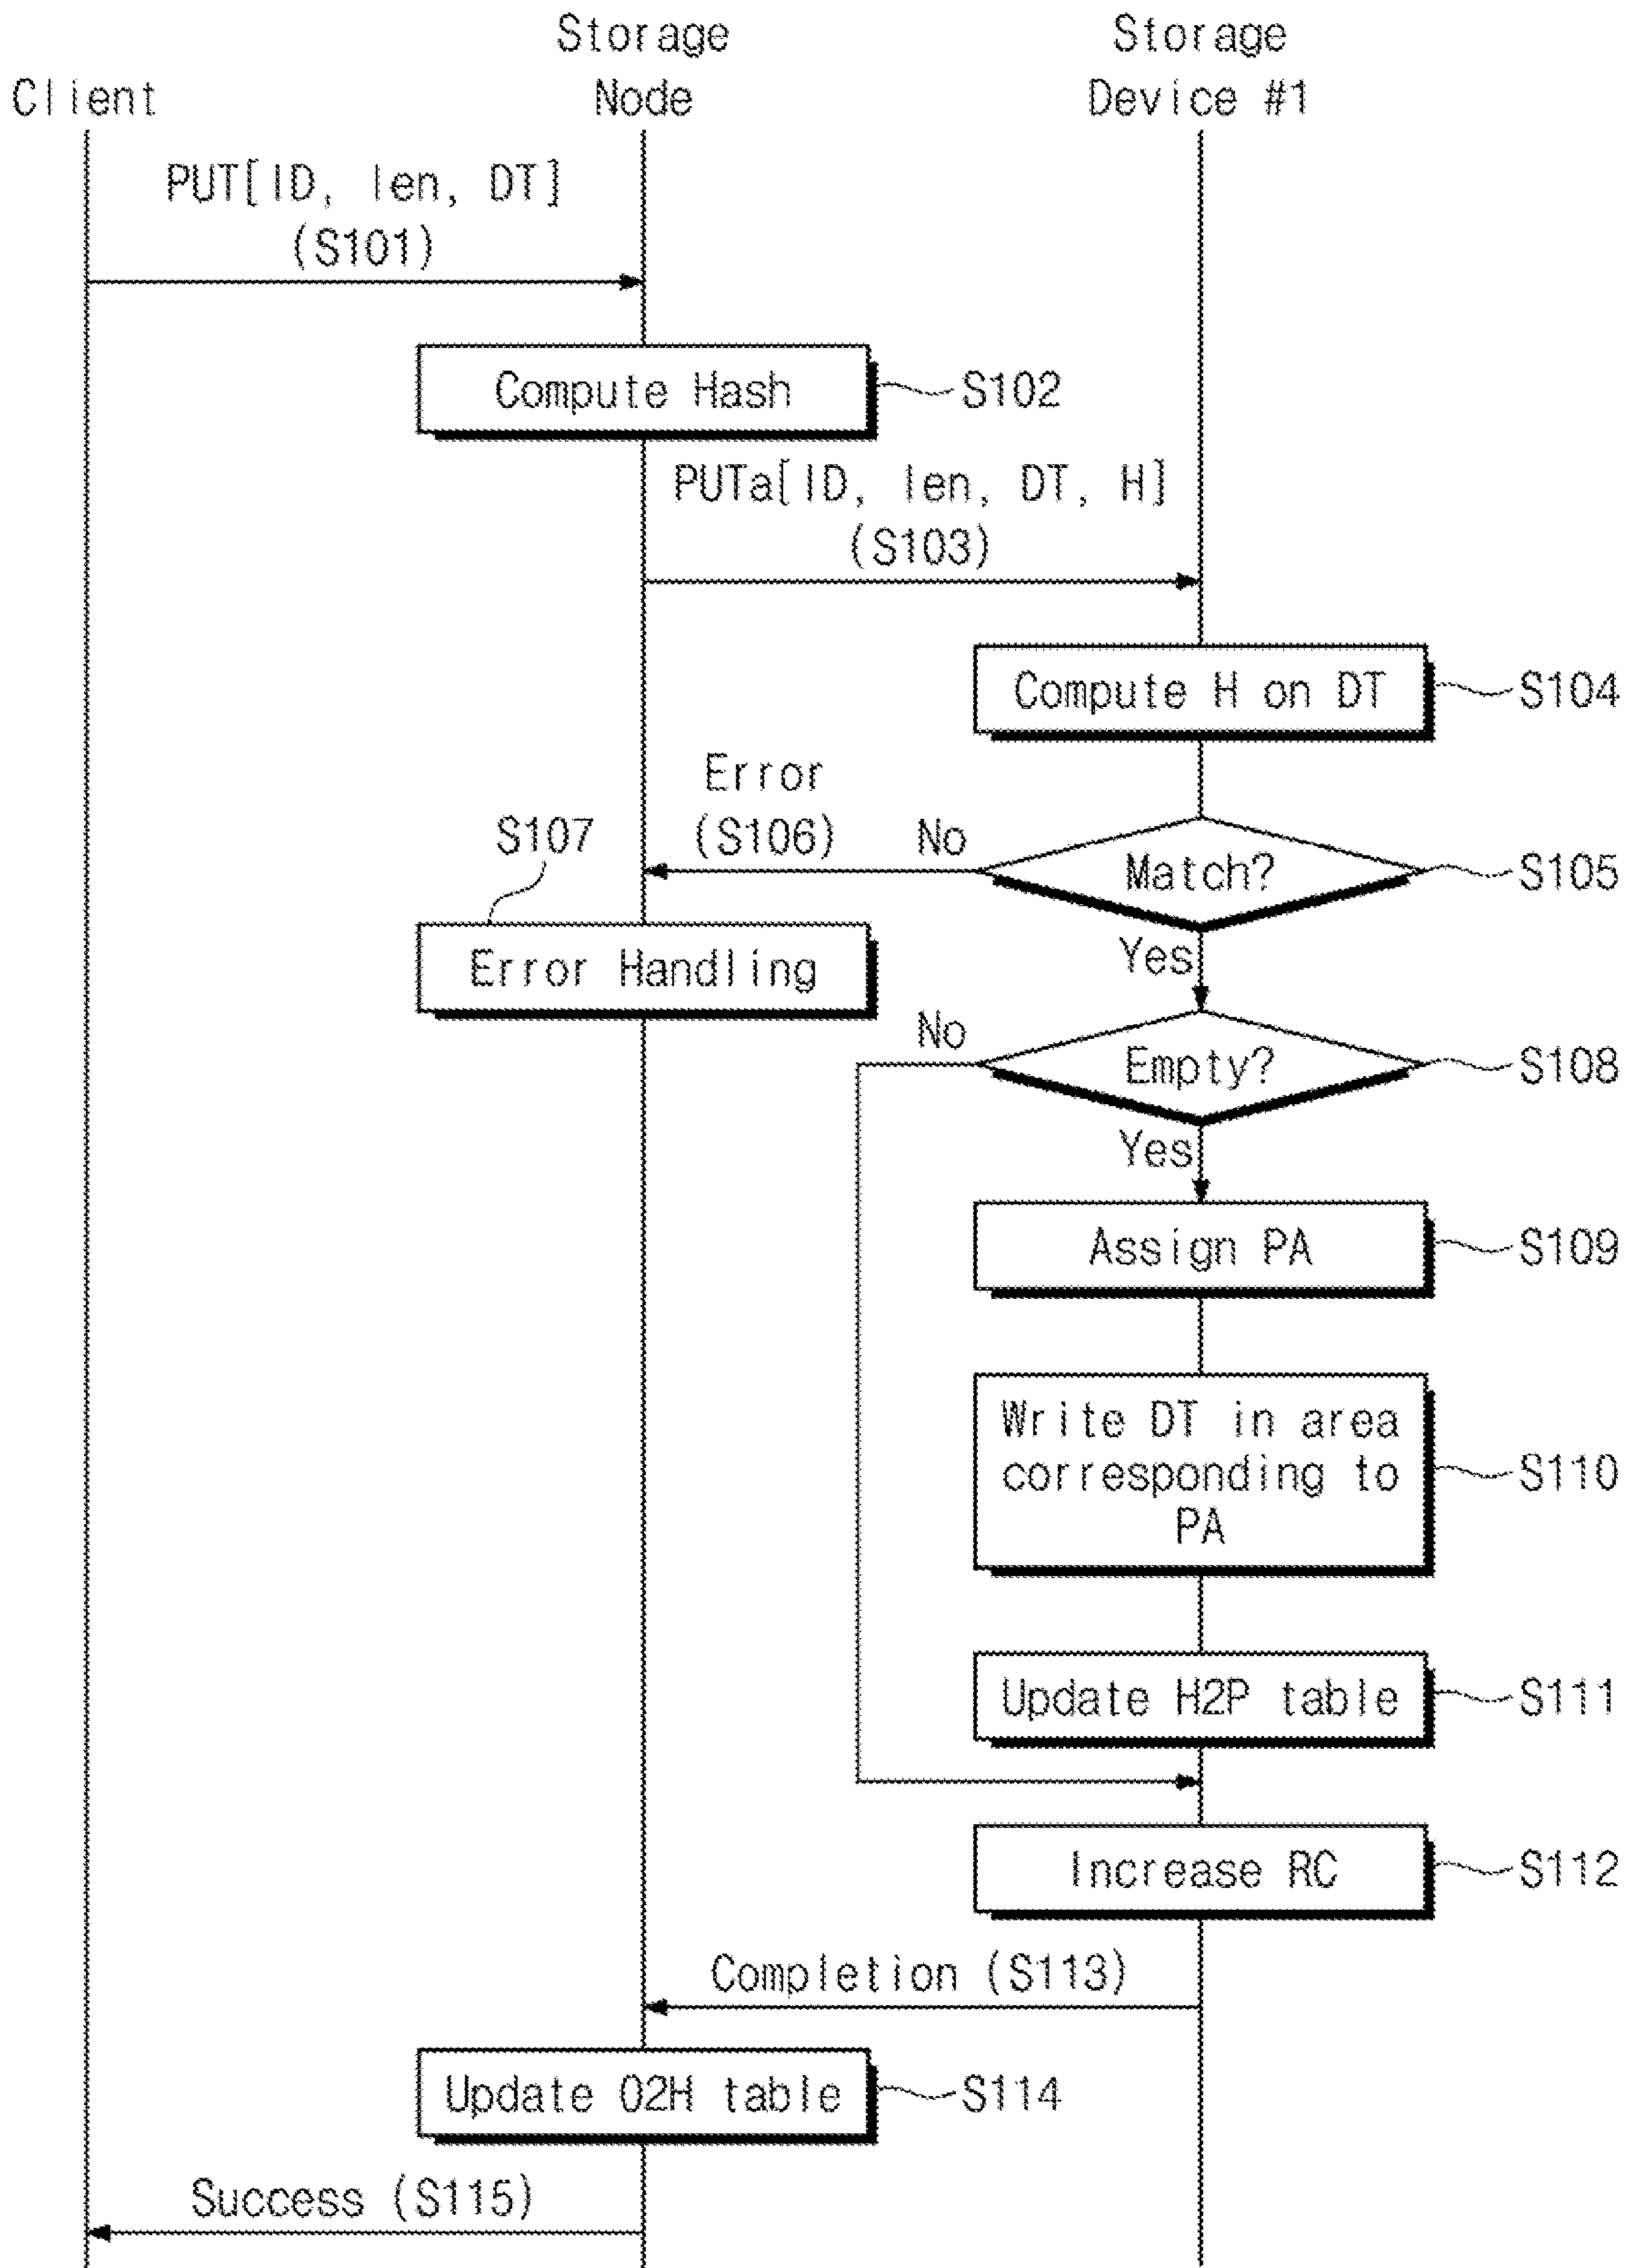 Storage
Node
Storage
Device #1
Client
PUT[ID, len, DT]
(S101)
Compute Hash
S102
PUTa[ID, len, DT, H]
(S103)
Compute H on DT
S104
Error
(S106)
No
S107
Match?
S105
Error Handling
Yes
No
Empty?
S108
Yes
Assign PA
S109
Write DT in area
corresponding to
PA
S110
Update H2P table
S111
Increase RC
S112
Completion (S113)
Update O2H table
S114
Success (S115)